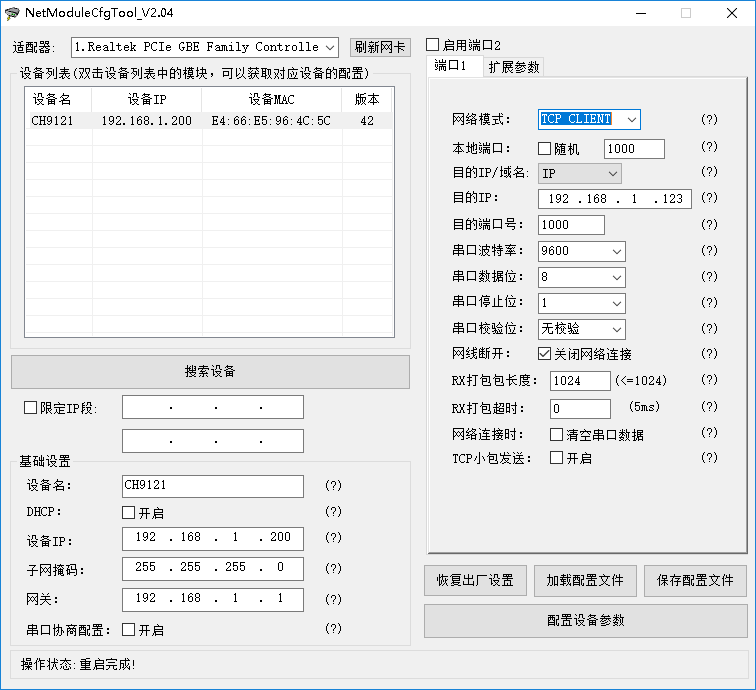 NetModuleCfgTool_V2.04
适配器: 1.Realtek PCIe GBE Family Controlle 刷新网卡
设备列表(双击设备列表中的模块，可以获取对应设备的配置)
设备名 设备IP 设备MAC 版本
CH9121 192.168.1.200 E4:66:E5:96:4C:5C 42
搜索设备
限定IP段: . . .
. . .
基础设置
设备名: CH9121 (?)
DHCP: 开启 (?)
设备IP: 192 .168 . 1 .200 (?)
子网掩码: 255 .255 .255 . 0 (?)
网关: 192 .168 . 1 . 1 (?)
串口协商配置: 开启 (?)
启用端口2
端口1 扩展参数
网络模式: TCP CLIENT (?)
本地端口: 随机 1000 (?)
目的IP/域名: IP (?)
目的IP: 192 .168 . 1 .123 (?)
目的端口号: 1000 (?)
串口波特率: 9600 (?)
串口数据位: 8 (?)
串口停止位: 1 (?)
串口校验位: 无校验 (?)
网线断开: 关闭网络连接 (?)
RX打包包长度: 1024 (<=1024) (?)
RX打包超时: 0 (5ms) (?)
网络连接时: 清空串口数据 (?)
TCP小包发送: 开启 (?)
恢复出厂设置 加载配置文件 保存配置文件
配置设备参数
操作状态:重启完成!